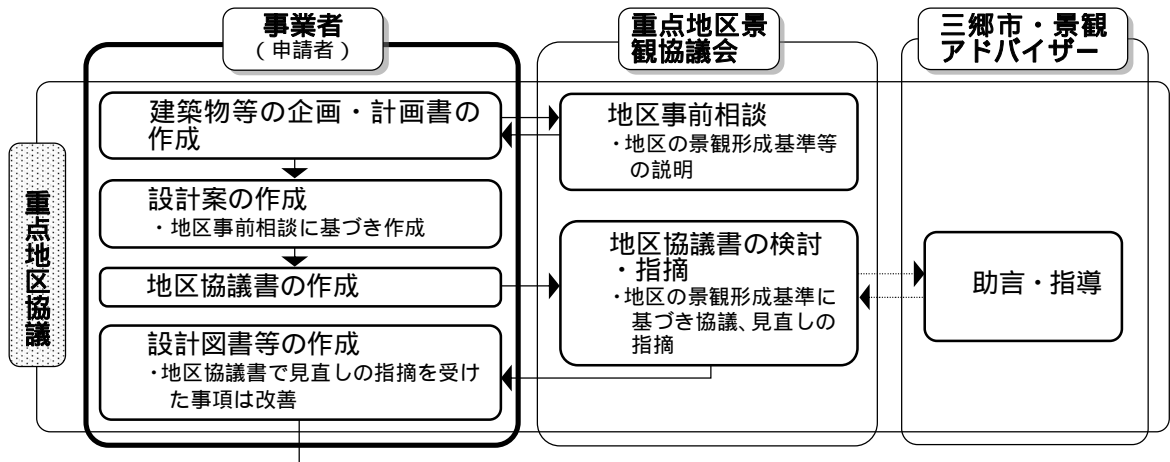 事業者
（申請者）
重点地区景
観協議会
三郷市・景観
アドバイザー
重点地区協議
建築物等の企画・計画書の
作成
地区事前相談
・地区の景観形成基準等
の説明
設計案の作成
・地区事前相談に基づき作成
地区協議書の作成
地区協議書の検討
・指摘
・地区の景観形成基準に
基づき協議、見直しの
指摘
助言・指導
設計図書等の作成
・地区協議書で見直しの指摘を受け
た事項は改善